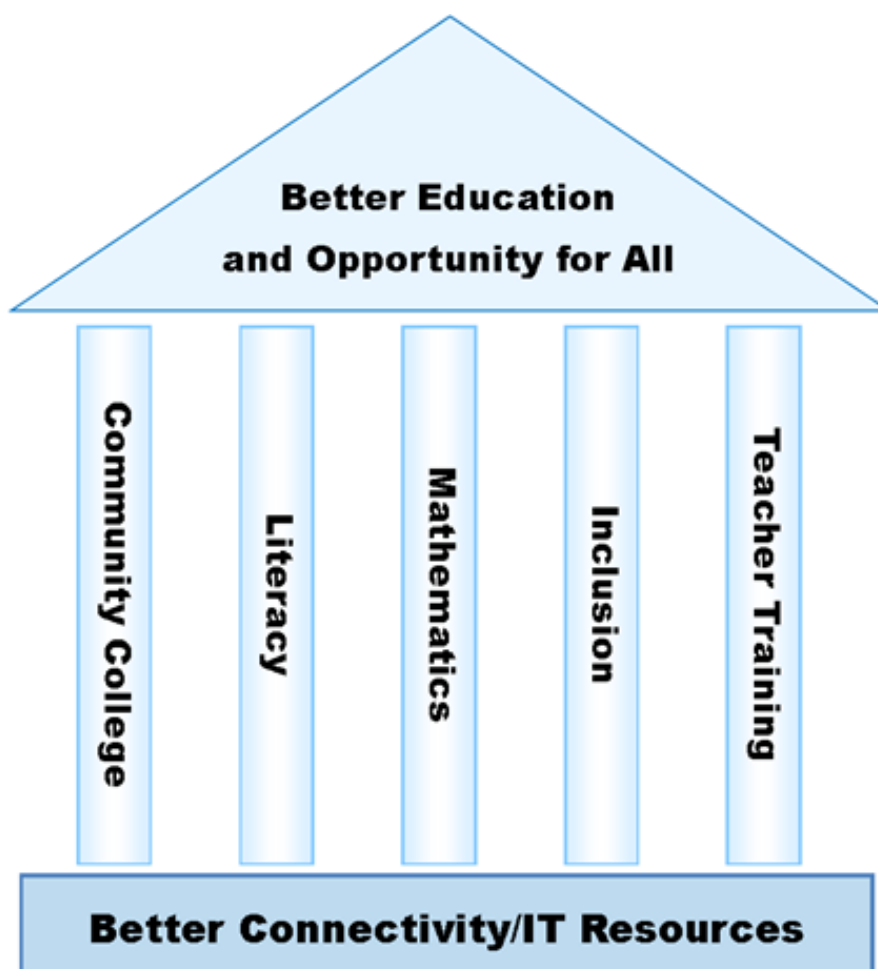 Better Education
and Opportunity for All
Community College
Literacy
Mathematics
Inclusion
Teacher Training
Better Connectivity/IT Resources